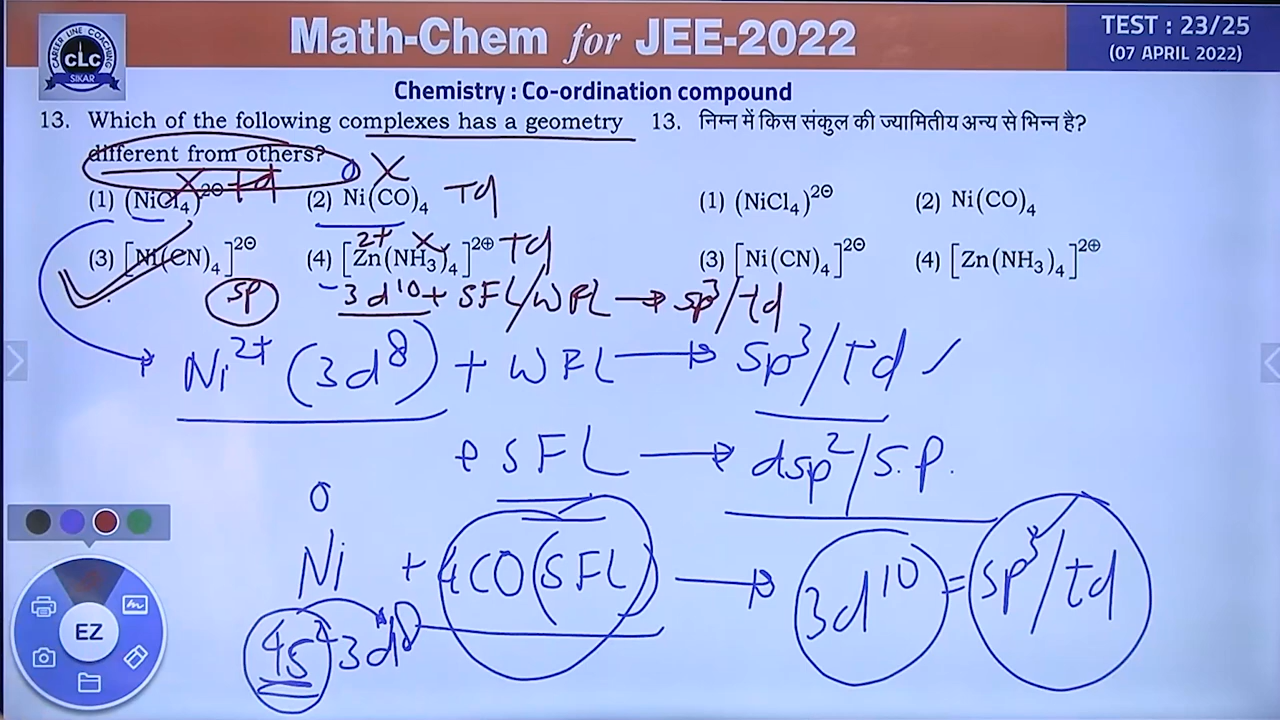 CAREER LINE COACHING
CLC
SIKAR
Math-Chem for JEE-2022
TEST : 23/25
(07 APRIL 2022)
Chemistry : Co-ordination compound
13. Which of the following complexes has a geometry
different from others?
(1) (NiCl₄)²⊖ Td
(2) Ni(CO)₄ Td
(3) [Ni(CN)₄]²⊖
(4) [Zn(NH₃)₄]²⊕ Td
2+
sp
3d¹⁰ + SFL/WFL → sp³/td
13. निम्न में किस संकुल की ज्यामितीय अन्य से भिन्न है?
(1) (NiCl₄)²⊖
(2) Ni(CO)₄
(3) [Ni(CN)₄]²⊖
(4) [Zn(NH₃)₄]²⊕
Ni²⁺ (3d⁸) + WFL → sp³/Td
SFL → dsp²/S.P.
0
Ni + 4CO(SFL) → 3d¹⁰ = sp³/td
4s² 3d⁸
EZ